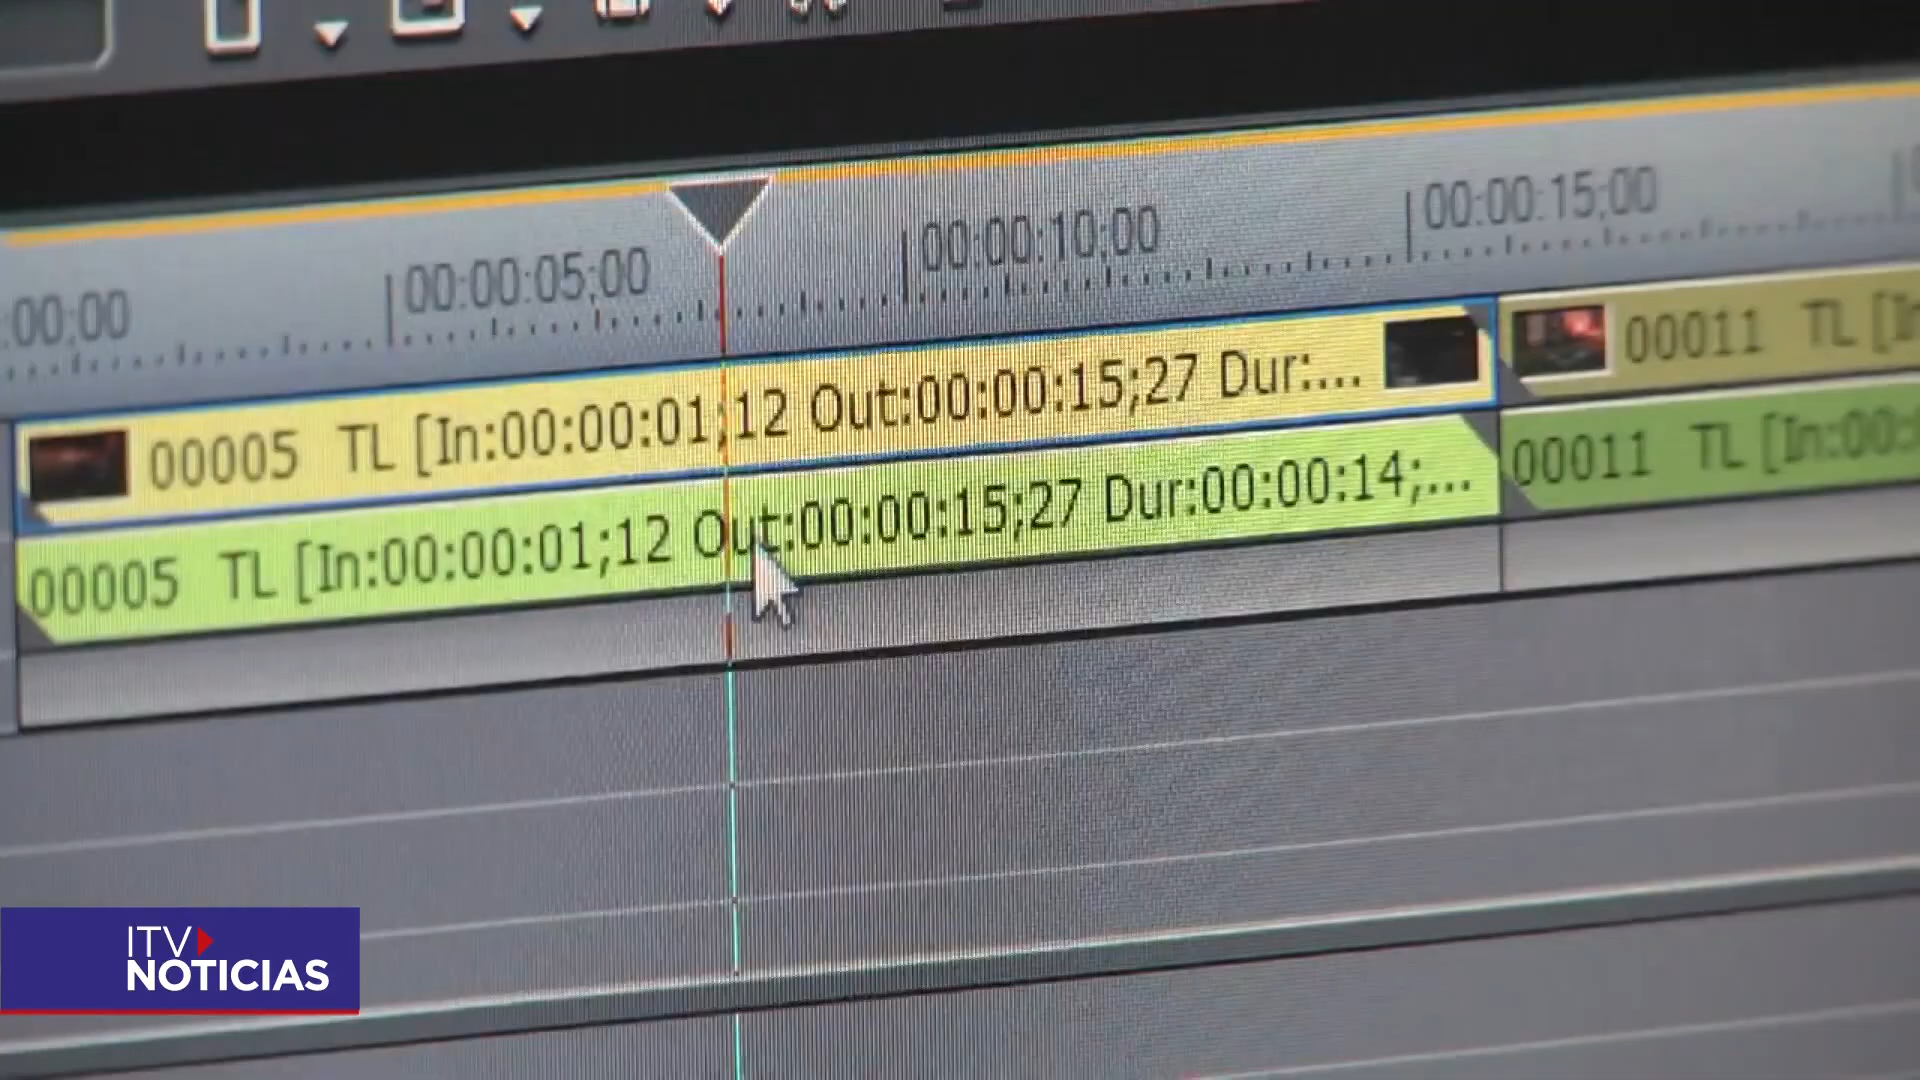 :00;00 00:00:05;00 00:00:10;00 00:00:15;00
00005 TL [In:00:00:01;12 Out:00:00:15;27 Dur:.... 00011 TL [In
00005 TL [In:00:00:01;12 Out:00:00:15;27 Dur:00:00:14;... 00011 TL [In:00:
ITV
NOTICIAS